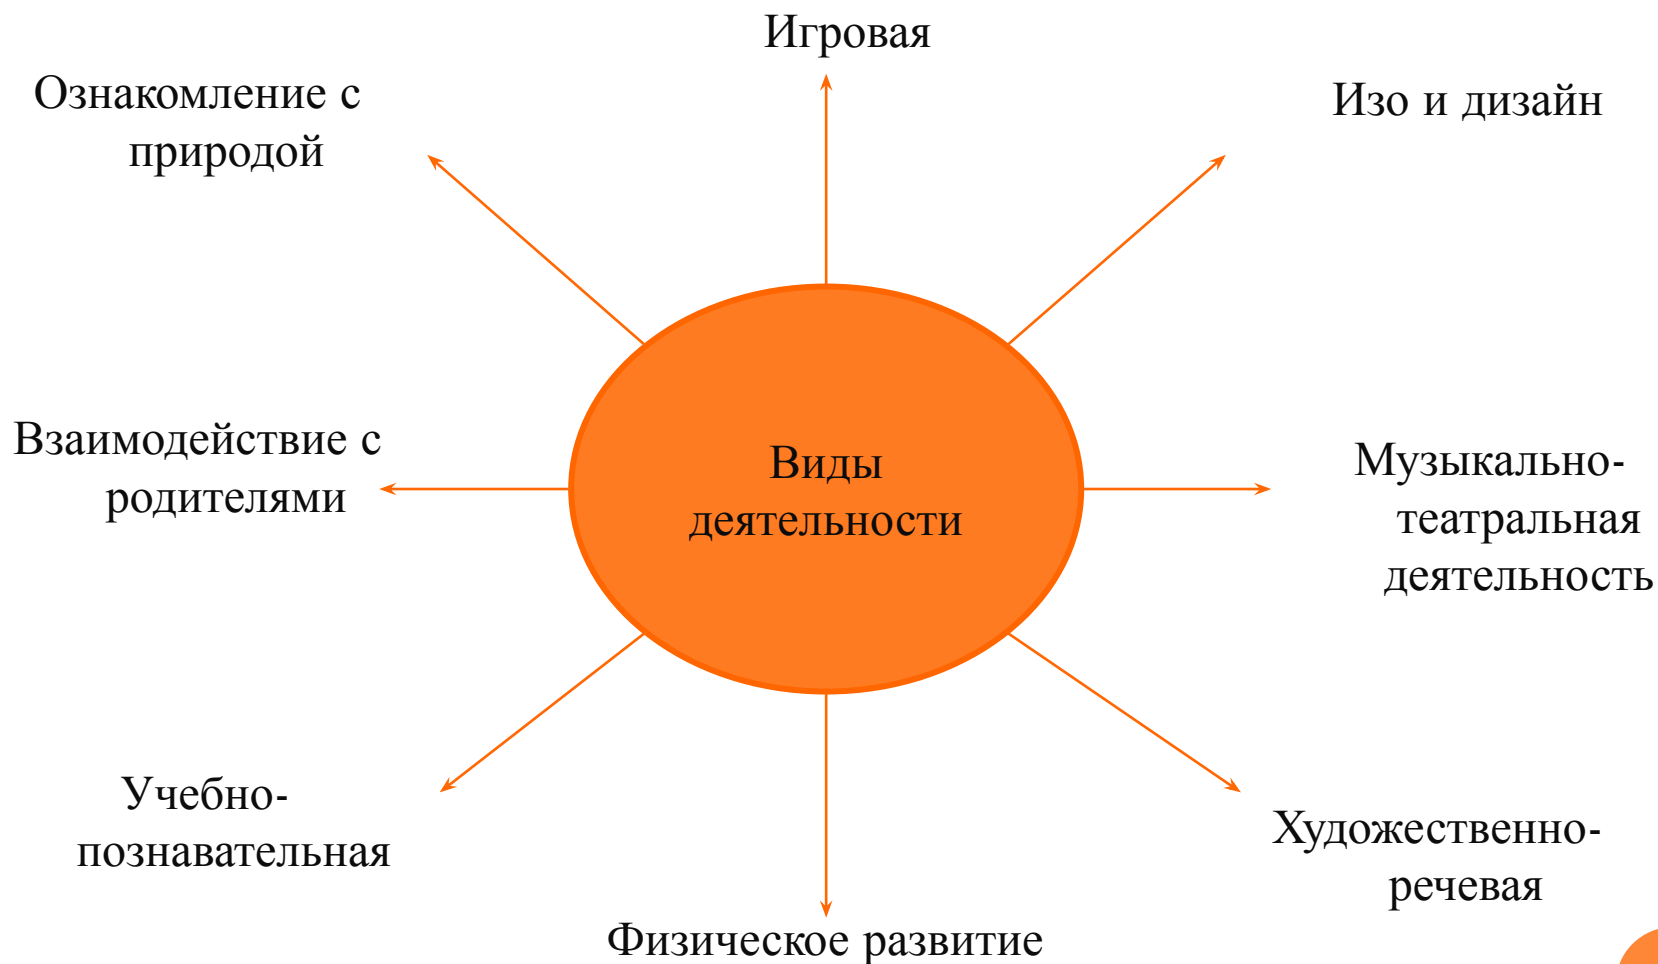 Игровая
Ознакомление с
природой
Изо и дизайн
Взаимодействие с
родителями
Виды
деятельности
Музыкально-
театральная
деятельность
Учебно-
познавательная
Художественно-
речевая
Физическое развитие